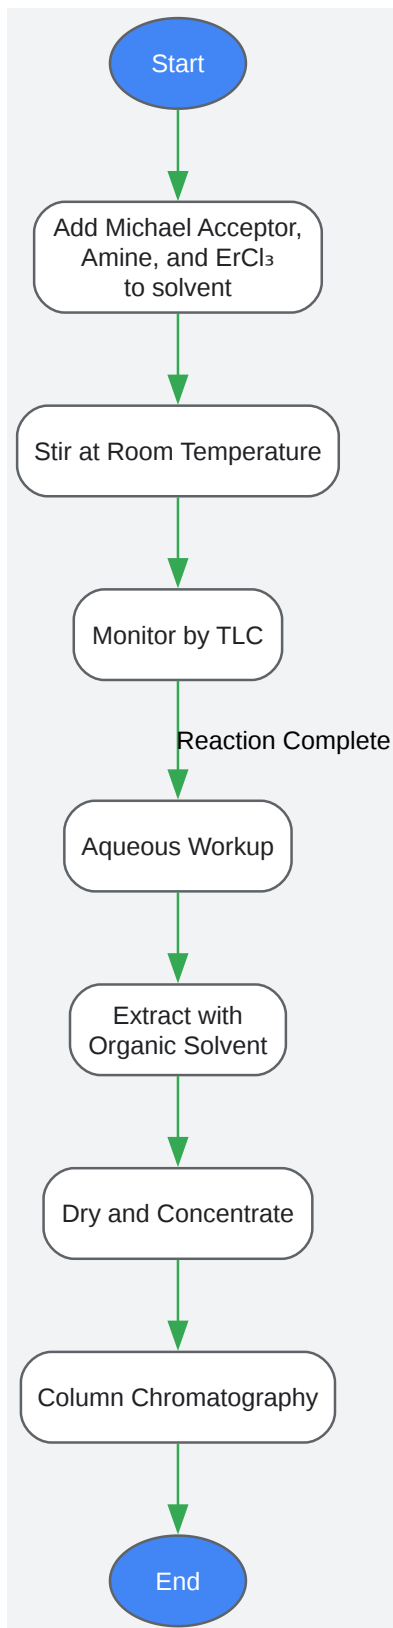 Start
Add Michael Acceptor,
Amine, and ErCl₃
to solvent
Stir at Room Temperature
Monitor by TLC
Reaction Complete
Aqueous Workup
Extract with
Organic Solvent
Dry and Concentrate
Column Chromatography
End